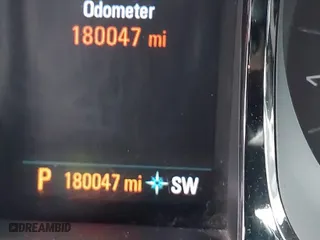 Odometer
180047 mi
P 180047 mi SW
DREAMBID